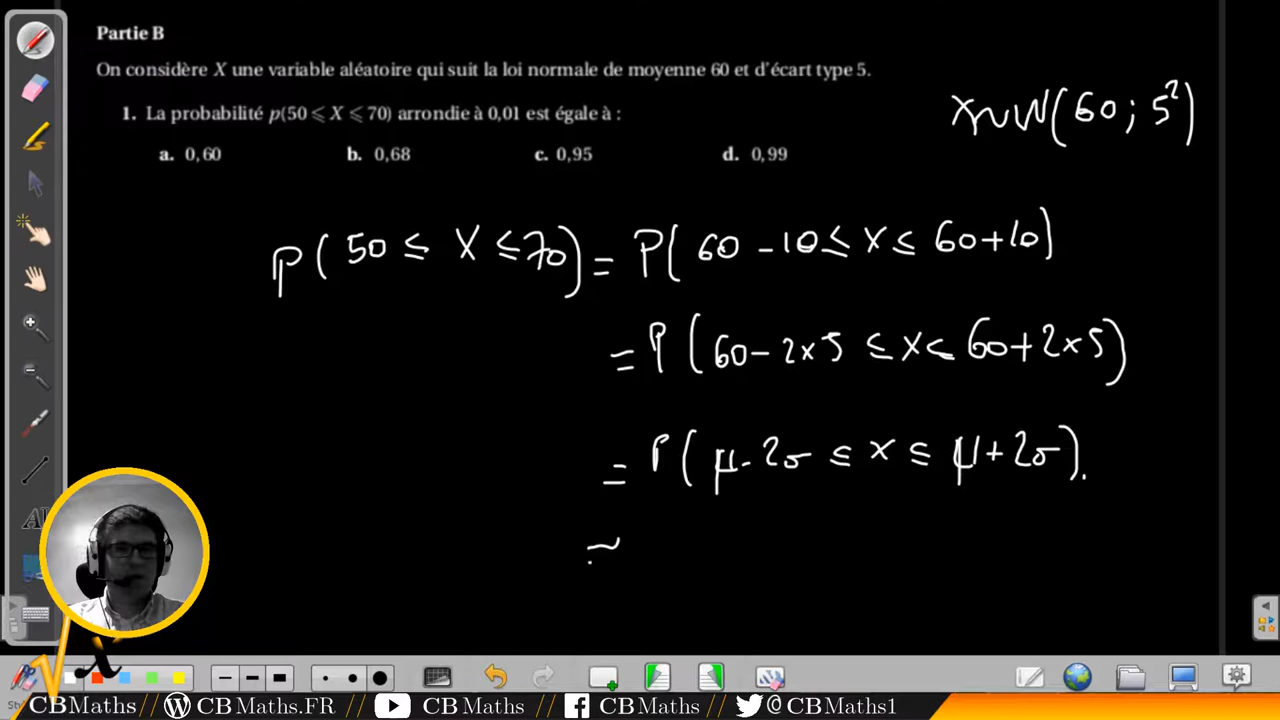 Partie B
On considère X une variable aléatoire qui suit la loi normale de moyenne 60 et d'écart type 5.
X∿N(60; 5²)
1. La probabilité p(50 ⩽ X ⩽ 70) arrondie à 0,01 est égale à :
a. 0,60 b. 0,68 c. 0,95 d. 0,99
P(50 ≤ X ≤ 70) = P(60 - 10 ≤ X ≤ 60+10)
= P(60 - 2×5 ≤ X ≤ 60 + 2×5)
= P(μ - 2σ ≤ X ≤ μ + 2σ).
≃
CBMaths CBMaths.FR CBMaths CBMaths @CBMaths1